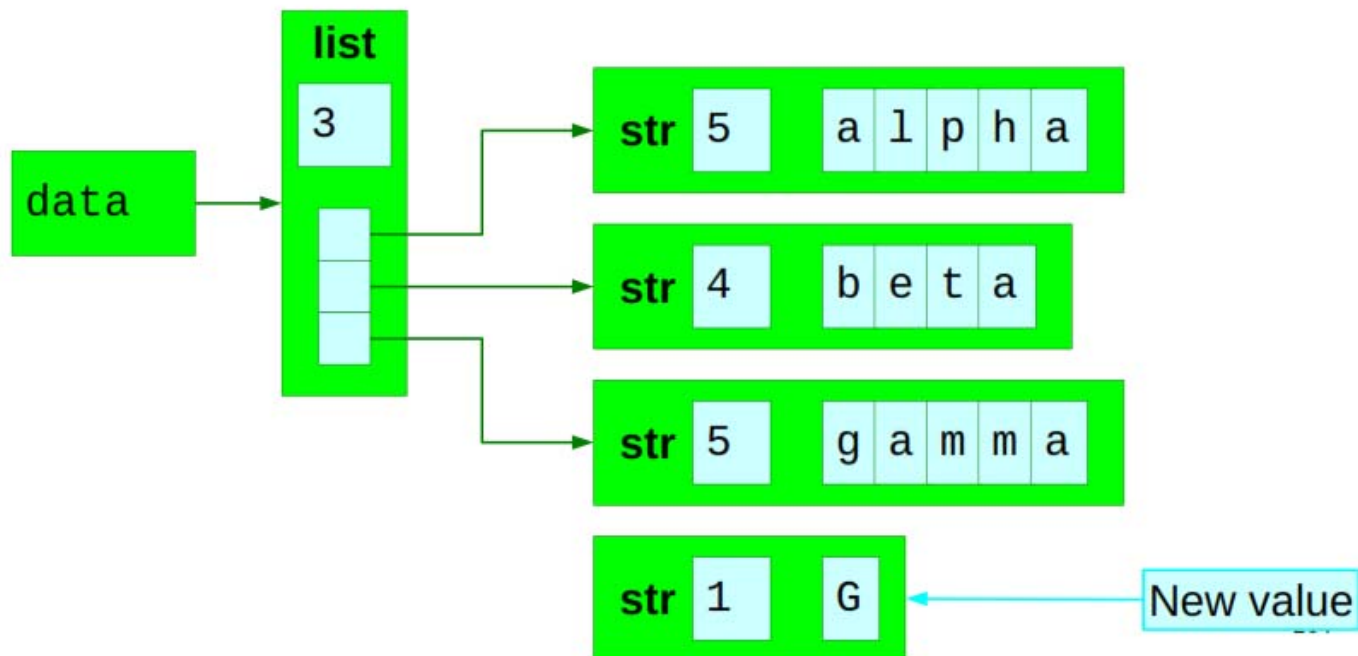 list
3
data
str 5 a l p h a
str 4 b e t a
str 5 g a m m a
str 1 G
New value